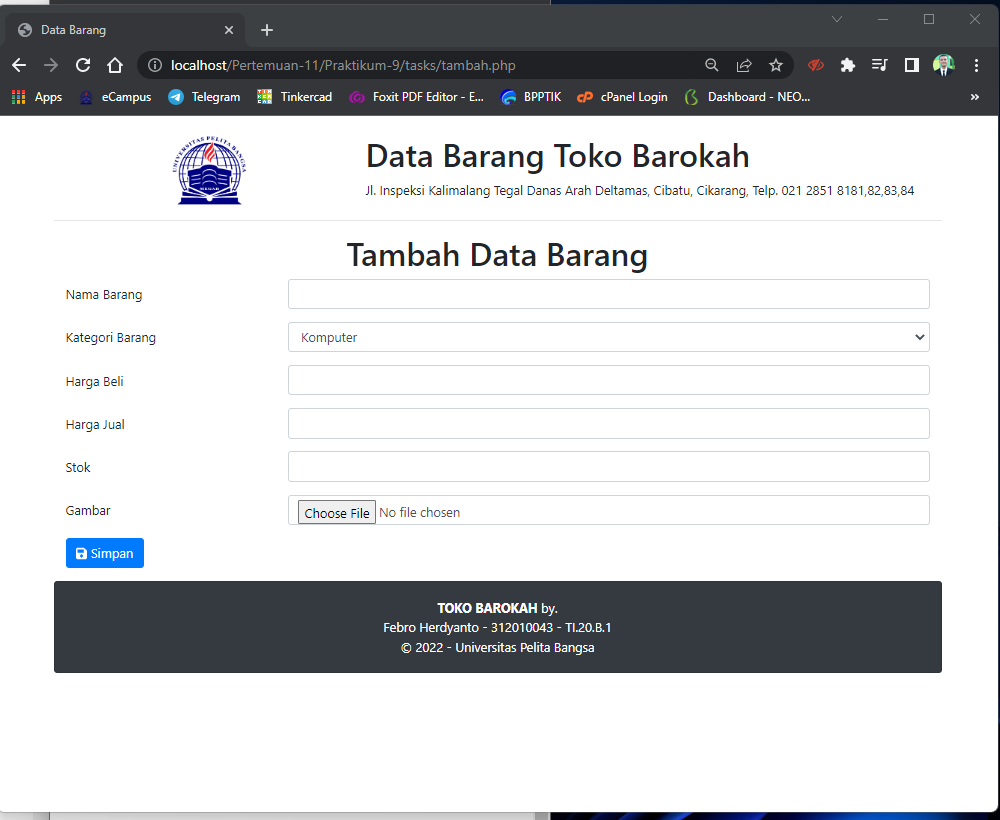 Data Barang
localhost/Pertemuan-11/Praktikum-9/tasks/tambah.php
Apps eCampus Telegram Tinkercad Foxit PDF Editor - E... BPPTIK cPanel Login Dashboard - NEO... »
UNIVERSITAS PELITA BANGSA
Data Barang Toko Barokah
Jl. Inspeksi Kalimalang Tegal Danas Arah Deltamas, Cibatu, Cikarang, Telp. 021 2851 8181,82,83,84
Tambah Data Barang
Nama Barang
Kategori Barang Komputer
Harga Beli
Harga Jual
Stok
Gambar Choose File No file chosen
Simpan
TOKO BAROKAH by.
Febro Herdyanto - 312010043 - TI.20.B.1
© 2022 - Universitas Pelita Bangsa